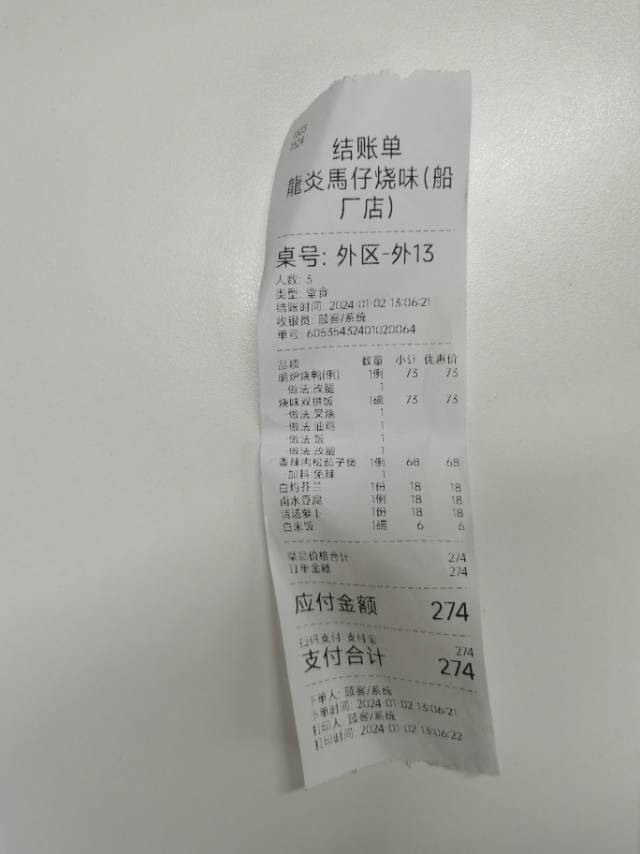 结账单
龍炎馬仔烧味(船
厂店)
桌号: 外区-外13
人数: 3
类型: 堂食
结账时间: 2024-01-02 13:06:21
收银员: 顾客/系统
单号: 60535432401020064
品项 数量 小计 优惠价
明炉烧鸭(例) 1例 73 73
-做法:改腿 1
烧味双拼饭 1碗 73 73
-做法:叉烧 1
-做法:油鸡 1
-做法:饭 1
-做法:改腿 1
香辣肉松茄子煲 1例 68 68
-加料:免辣 1
白灼芥兰 1份 18 18
卤水豆腐 1例 18 18
清汤萝卜 1份 18 18
白米饭 1碗 6 6
菜品价格合计 274
订单金额 274
应付金额 274
扫码支付-支付宝 274
支付合计 274
下单人: 顾客/系统
下单时间: 2024-01-02 13:06:21
打印人: 顾客/系统
打印时间: 2024-01-02 13:06:22